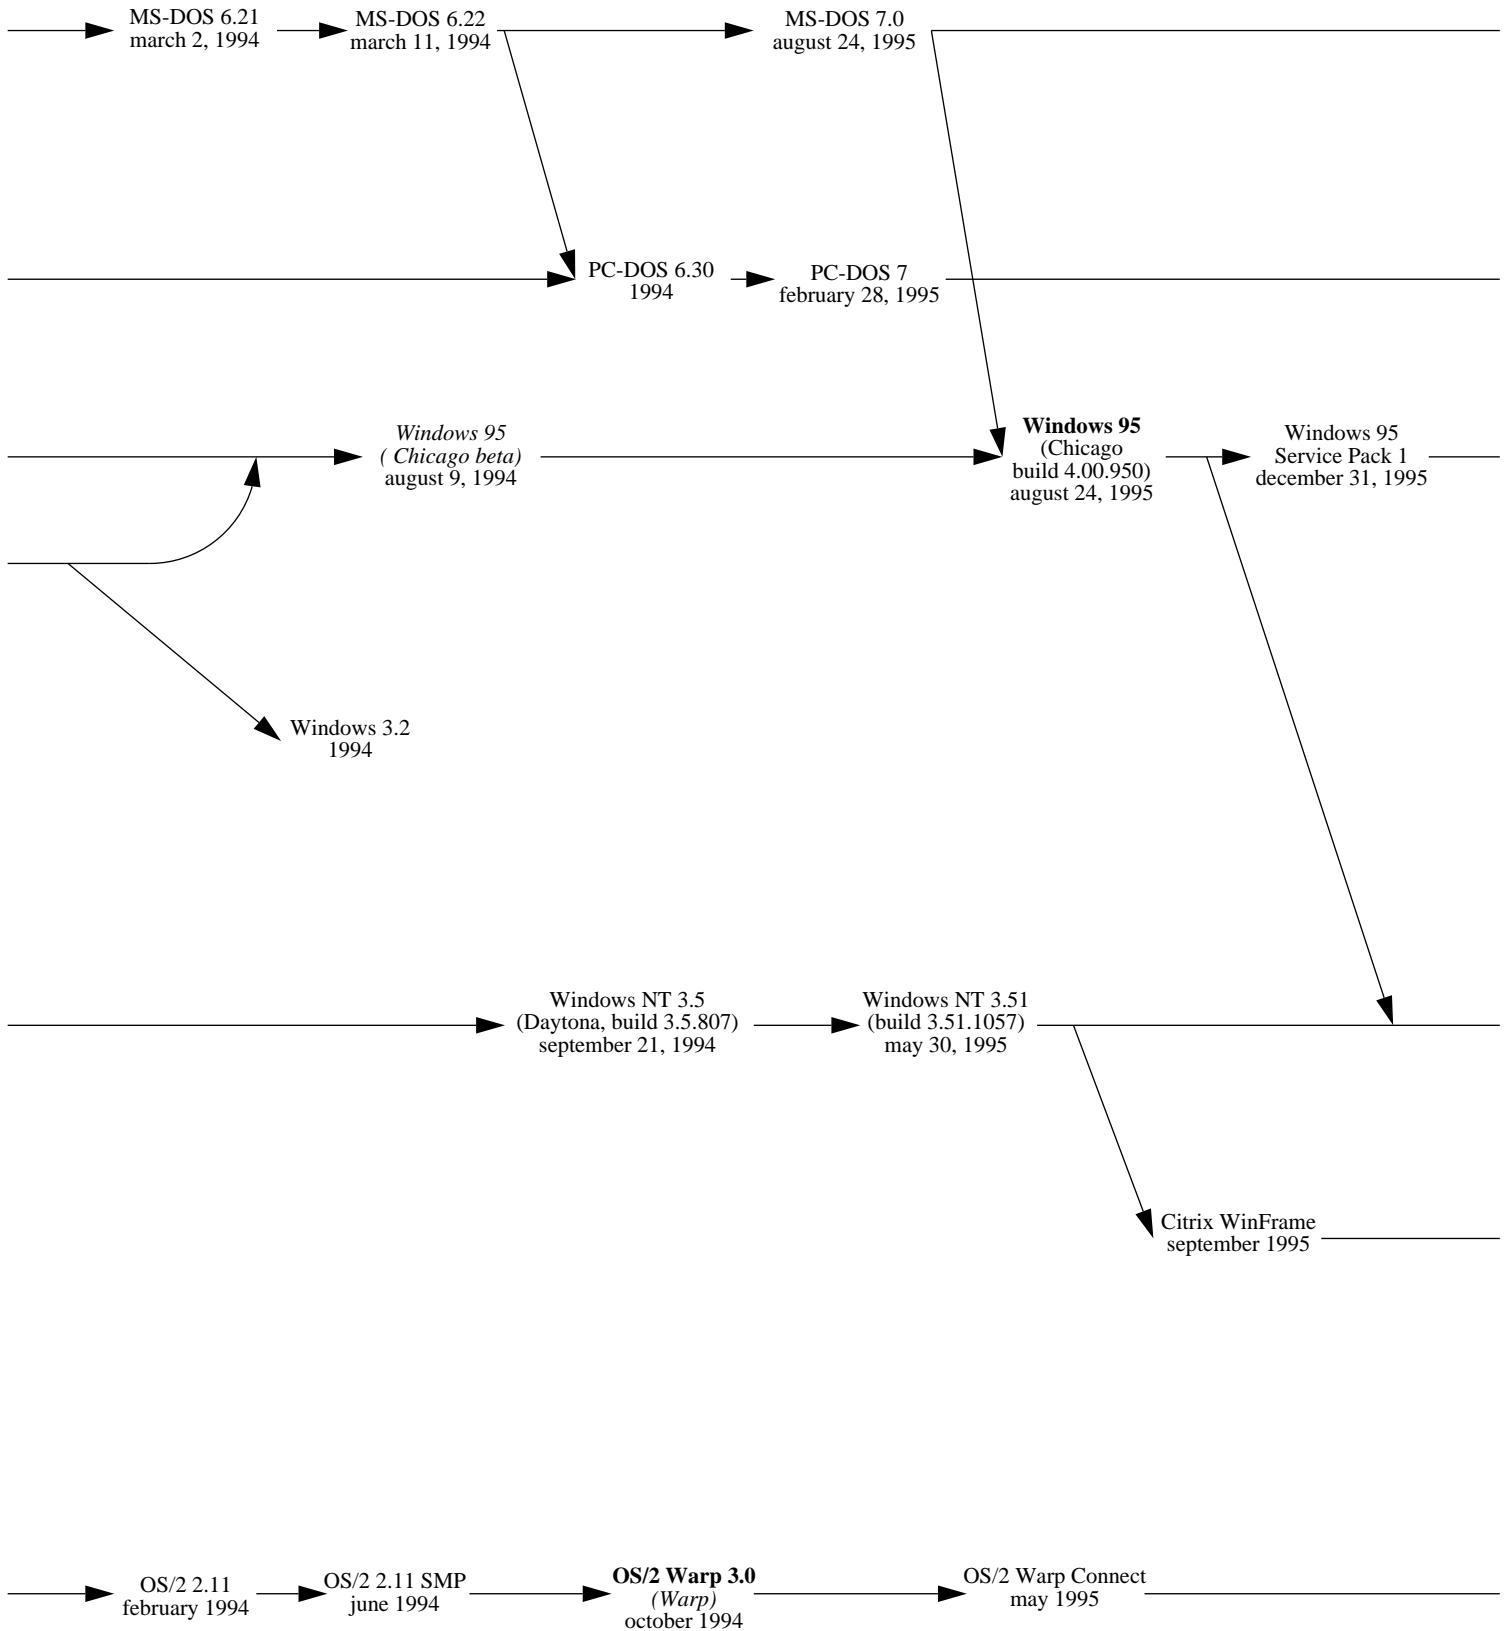 MS-DOS 6.21
march 2, 1994
MS-DOS 6.22
march 11, 1994
MS-DOS 7.0
august 24, 1995
PC-DOS 6.30
1994
PC-DOS 7
february 28, 1995
Windows 95
( Chicago beta)
august 9, 1994
Windows 95
(Chicago
build 4.00.950)
august 24, 1995
Windows 95
Service Pack 1
december 31, 1995
Windows 3.2
1994
Windows NT 3.5
(Daytona, build 3.5.807)
september 21, 1994
Windows NT 3.51
(build 3.51.1057)
may 30, 1995
Citrix WinFrame
september 1995
OS/2 2.11
february 1994
OS/2 2.11 SMP
june 1994
OS/2 Warp 3.0
(Warp)
october 1994
OS/2 Warp Connect
may 1995